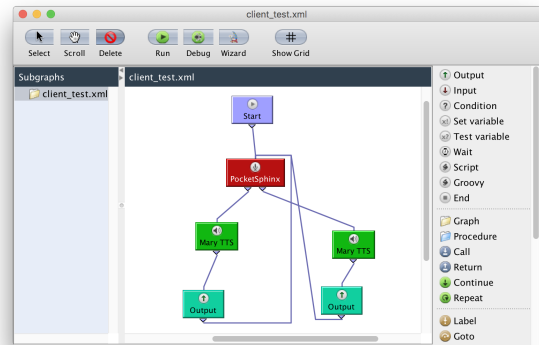 client_test.xml
Select Scroll Delete Run Debug Wizard Show Grid
Subgraphs
client_test.xml
client_test.xml
Start
PocketSphinx
Mary TTS
Mary TTS
Output
Output
Output
Input
Condition
Set variable
Test variable
Wait
Script
Groovy
End
Graph
Procedure
Call
Return
Continue
Repeat
Label
Goto